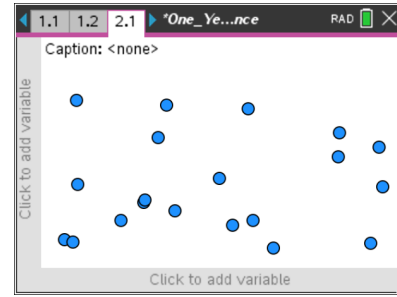 1.1 1.2 2.1 *One_Ye...nce RAD
Caption: <none>
Click to add variable
Click to add variable